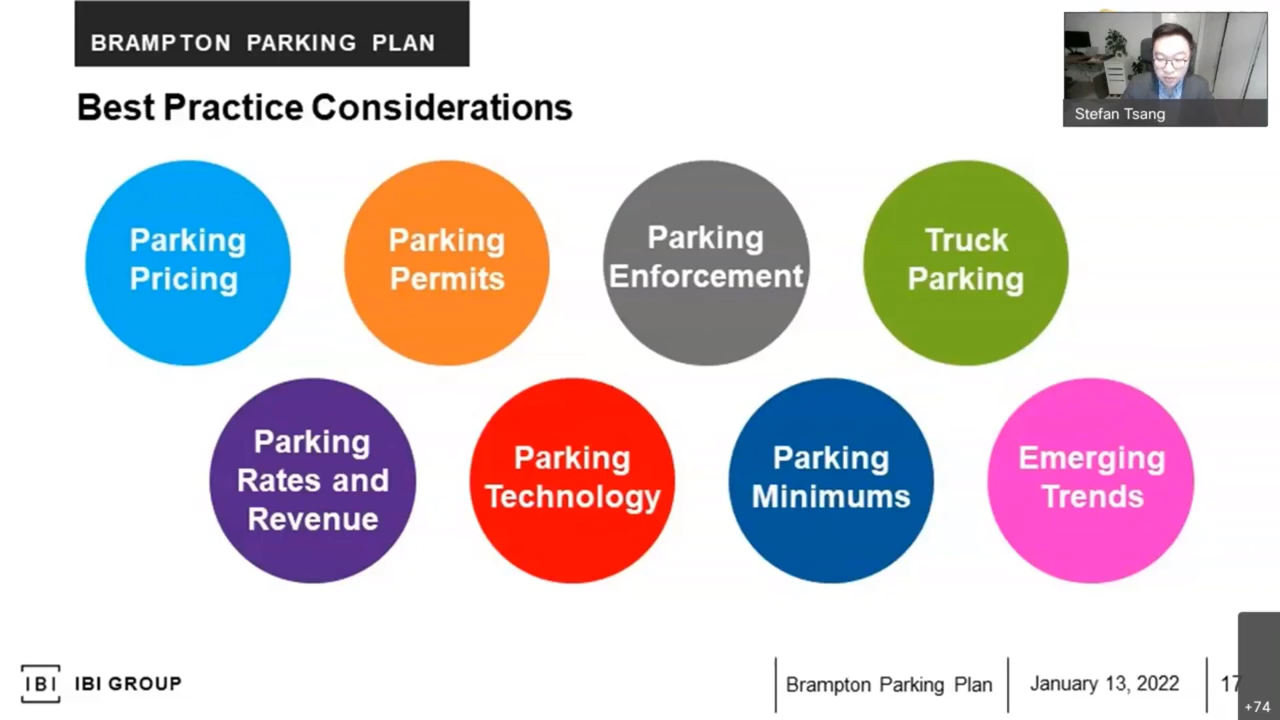 BRAMPTON PARKING PLAN
Best Practice Considerations
Stefan Tsang
Parking
Pricing
Parking
Permits
Parking
Enforcement
Truck
Parking
Parking
Rates and
Revenue
Parking
Technology
Parking
Minimums
Emerging
Trends
IBI IBI GROUP
Brampton Parking Plan
January 13, 2022
17
+74